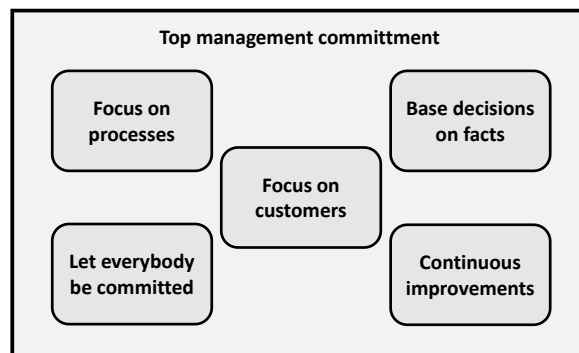 Top management committment
Focus on
processes
Base decisions
on facts
Focus on
customers
Let everybody
be committed
Continuous
improvements